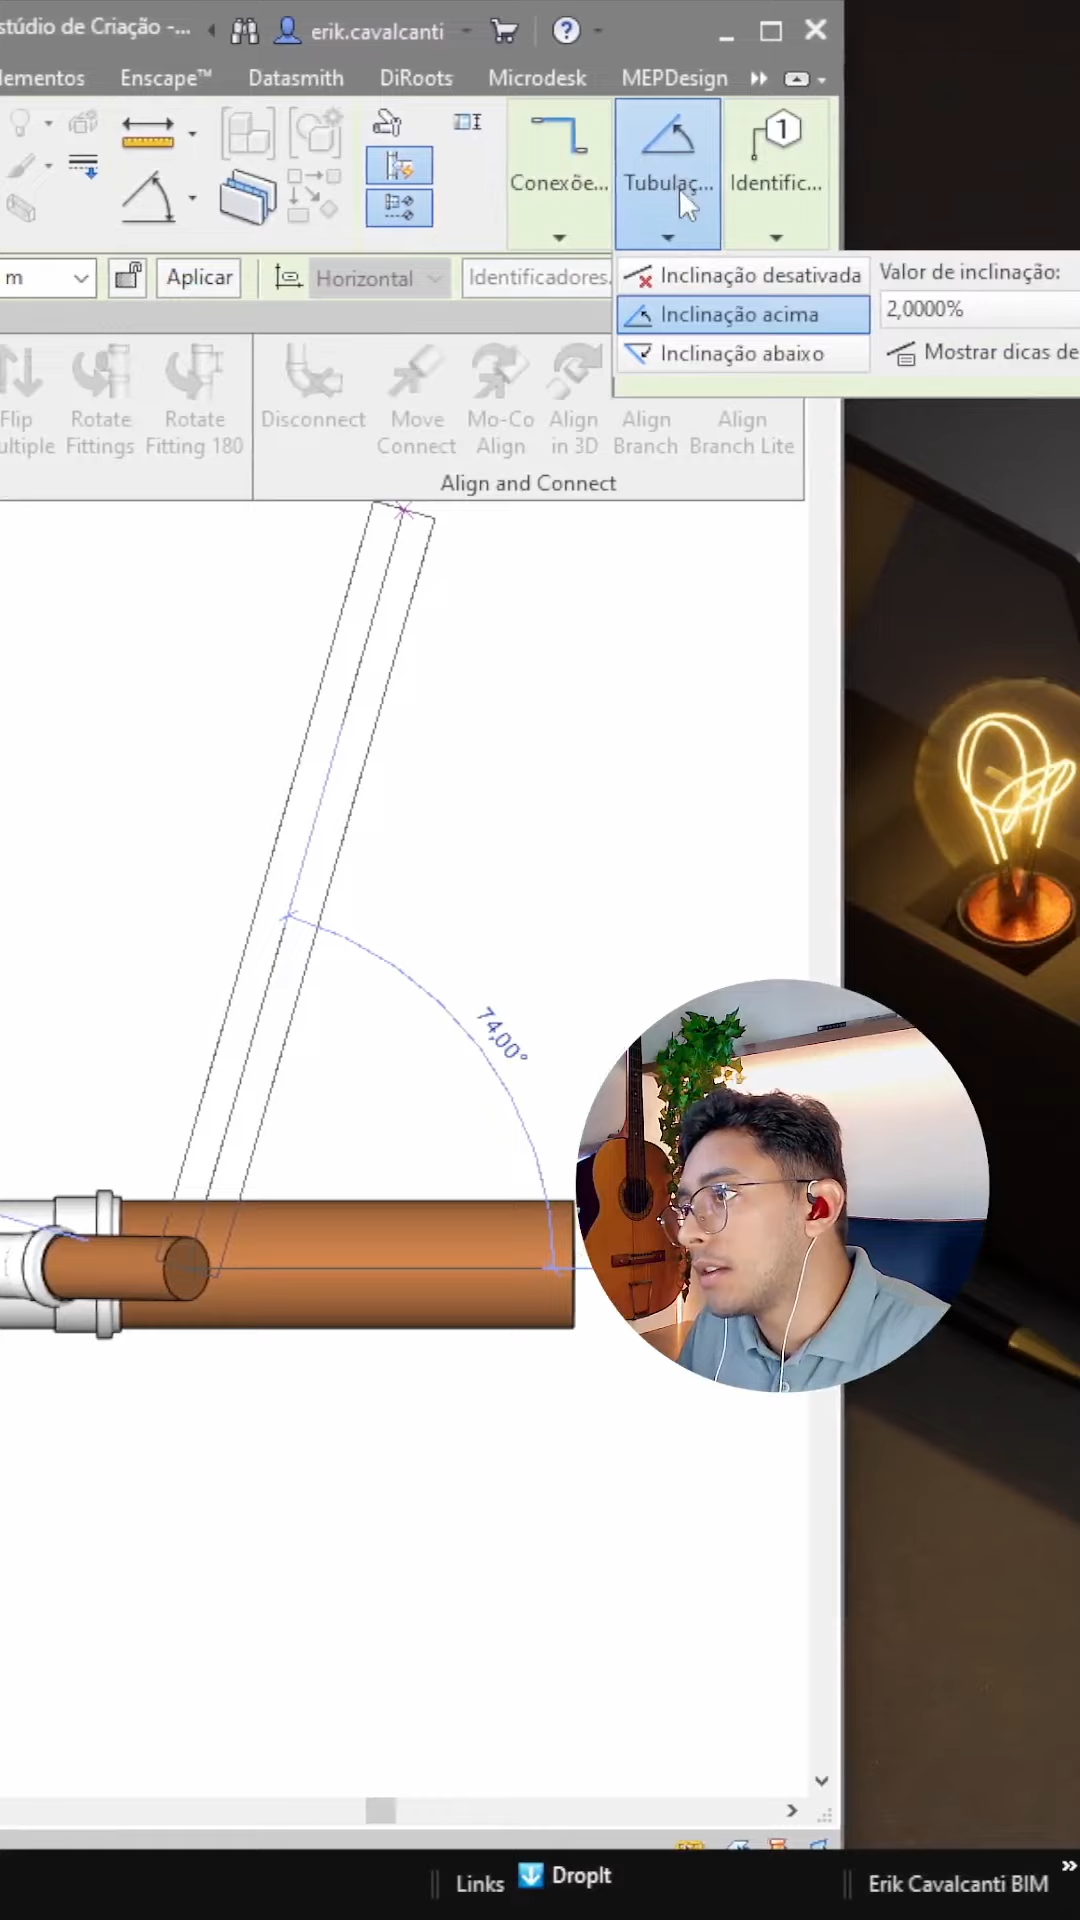 stúdio de Criação -...
erik.cavalcanti
lementos Enscape™ Datasmith DiRoots Microdesk MEPDesign
1
Conexõe... Tubulaç... Identific...
m Aplicar Horizontal Identificadores.
Inclinação desativada
Inclinação acima
Inclinação abaixo
Valor de inclinação:
2,0000%
Mostrar dicas de
Flip
ultiple
Rotate
Fittings
Rotate
Fitting 180
Disconnect
Move
Connect
Mo-Co
Align
Align
in 3D
Align
Branch
Align
Branch Lite
Align and Connect
74,00°
Links DropIt Erik Cavalcanti BIM